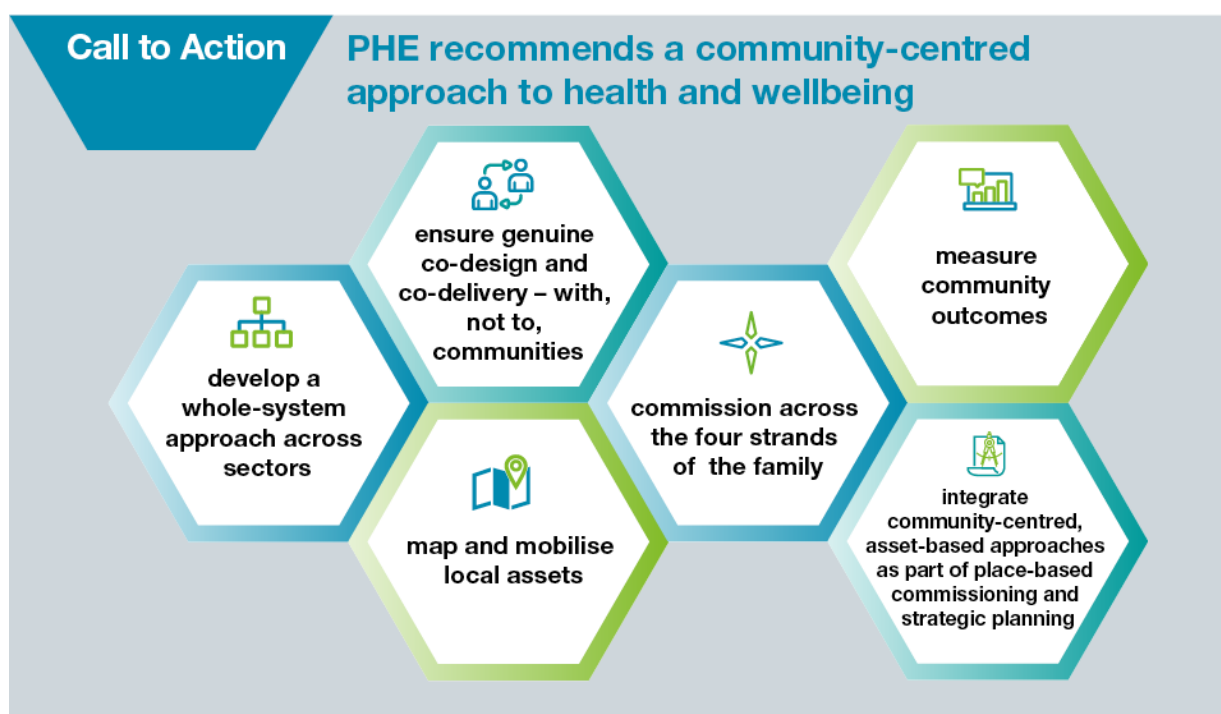 Call to Action
PHE recommends a community-centred
approach to health and wellbeing
develop a
whole-system
approach across
sectors
ensure genuine
co-design and
co-delivery – with,
not to,
communities
map and mobilise
local assets
commission across
the four strands
of the family
measure
community
outcomes
integrate
community-centred,
asset-based approaches
as part of place-based
commissioning and
strategic planning